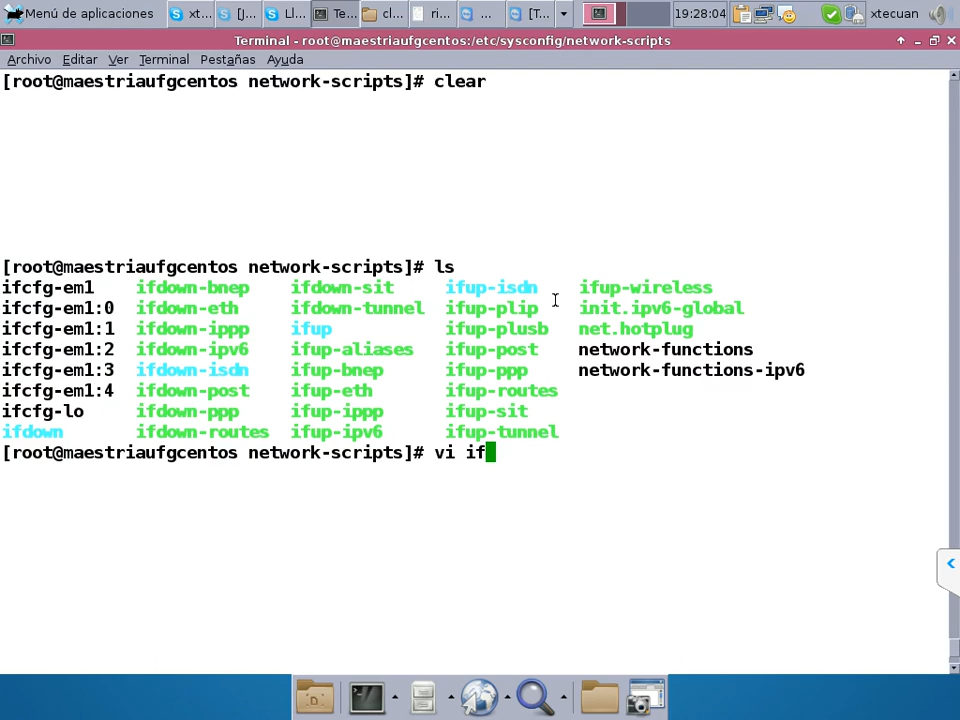 Menú de aplicaciones xt... [J... Ll... Te... cl... ri... ... [T... 19:28:04 xtecuan
Terminal - root@maestriaufgcentos:/etc/sysconfig/network-scripts
Archivo Editar Ver Terminal Pestañas Ayuda
[root@maestriaufgcentos network-scripts]# clear
[root@maestriaufgcentos network-scripts]# ls
ifcfg-em1 ifdown-bnep ifdown-sit ifup-isdn ifup-wireless
ifcfg-em1:0 ifdown-eth ifdown-tunnel ifup-plip init.ipv6-global
ifcfg-em1:1 ifdown-ippp ifup ifup-plusb net.hotplug
ifcfg-em1:2 ifdown-ipv6 ifup-aliases ifup-post network-functions
ifcfg-em1:3 ifdown-isdn ifup-bnep ifup-ppp network-functions-ipv6
ifcfg-em1:4 ifdown-post ifup-eth ifup-routes
ifcfg-lo ifdown-ppp ifup-ippp ifup-sit
ifdown ifdown-routes ifup-ipv6 ifup-tunnel
[root@maestriaufgcentos network-scripts]# vi if